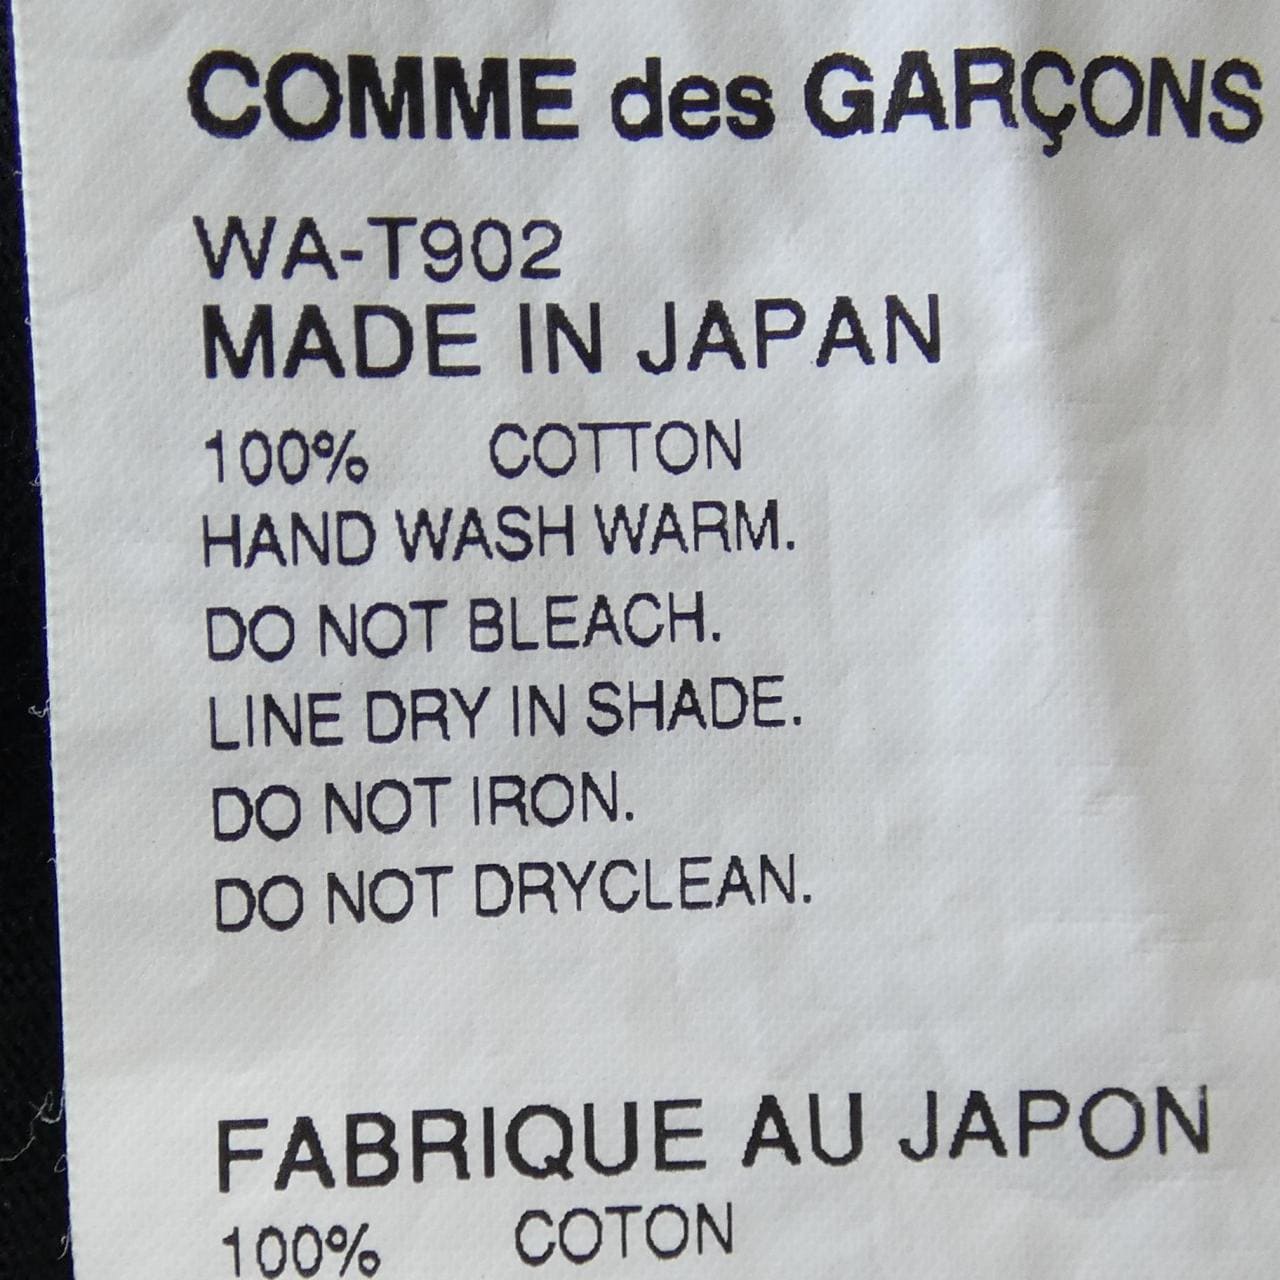 COMME des GARÇONS
WA-T902
MADE IN JAPAN
100% COTTON
HAND WASH WARM.
DO NOT BLEACH.
LINE DRY IN SHADE.
DO NOT IRON.
DO NOT DRYCLEAN.
FABRIQUE AU JAPON
100% COTON